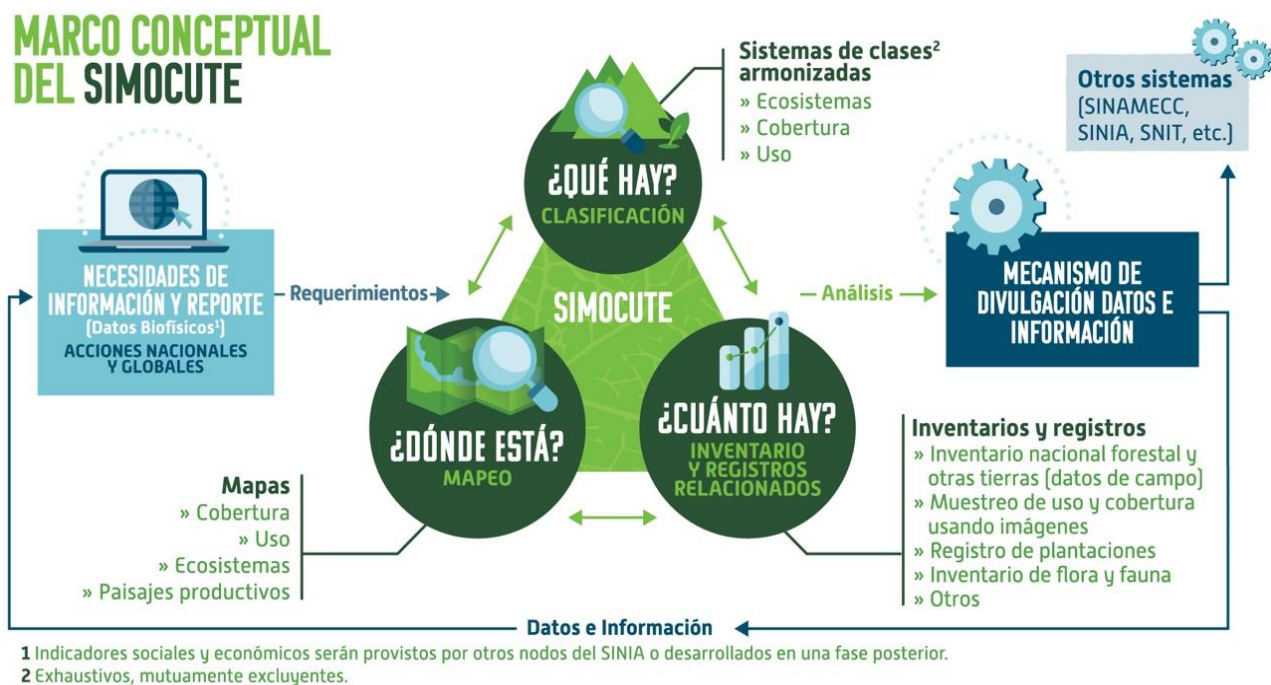 MARCO CONCEPTUAL
DEL SIMOCUTE
NECESIDADES DE
INFORMACIÓN Y REPORTE
(Datos Biofísicos¹)
ACCIONES NACIONALES
Y GLOBALES
Requerimientos
Sistemas de clases²
armonizadas
» Ecosistemas
» Cobertura
» Uso
¿QUÉ HAY?
CLASIFICACIÓN
SIMOCUTE
¿DÓNDE ESTÁ?
MAPEO
¿CUÁNTO HAY?
INVENTARIO
Y REGISTROS
RELACIONADOS
Mapas
» Cobertura
» Uso
» Ecosistemas
» Paisajes productivos
Análisis
Otros sistemas
(SINAMECC,
SINIA, SNIT, etc.)
MECANISMO DE
DIVULGACIÓN DATOS E
INFORMACIÓN
Inventarios y registros
» Inventario nacional forestal y
otras tierras (datos de campo)
» Muestreo de uso y cobertura
usando imágenes
» Registro de plantaciones
» Inventario de flora y fauna
» Otros
Datos e Información
1 Indicadores sociales y económicos serán provistos por otros nodos del SINIA o desarrollados en una fase posterior.
2 Exhaustivos, mutuamente excluyentes.